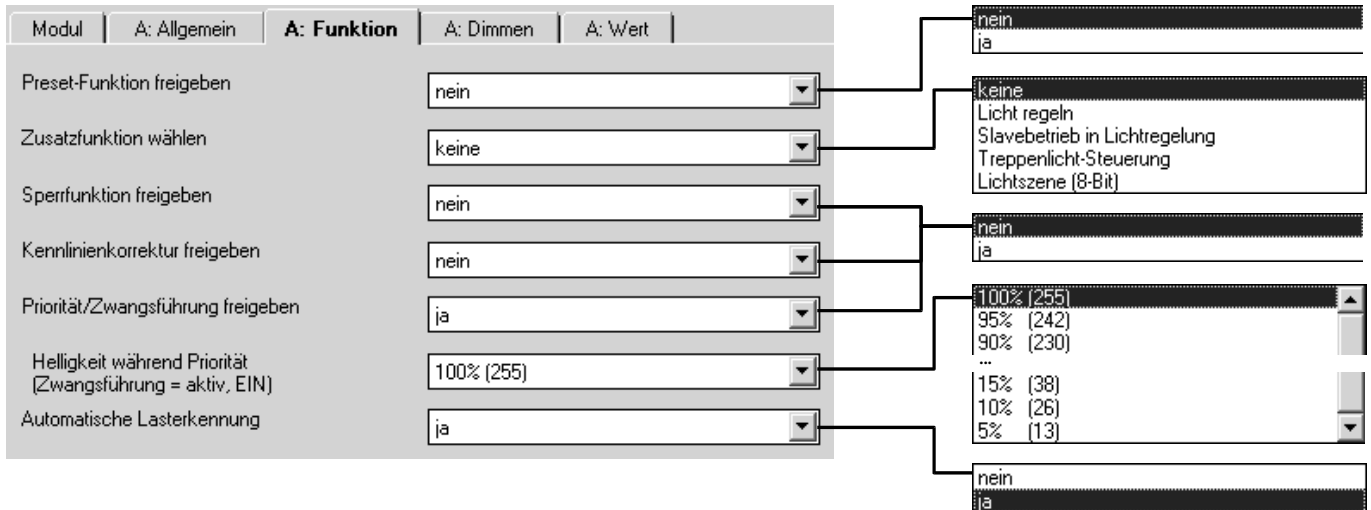 Modul
A: Allgemein
A: Funktion
A: Dimmen
A: Wert
Preset-Funktion freigeben
nein
Zusatzfunktion wählen
keine
Sperrfunktion freigeben
nein
Kennlinienkorrektur freigeben
nein
Priorität/Zwangsführung freigeben
ja
Helligkeit während Priorität
(Zwangsführung = aktiv, EIN)
100% (255)
Automatische Lasterkennung
ja
nein
ja
keine
Licht regeln
Slavebetrieb in Lichtregelung
Treppenlicht-Steuerung
Lichtszene (8-Bit)
nein
ja
100% (255)
95% (242)
90% (230)
...
15% (38)
10% (26)
5% (13)
nein
ja